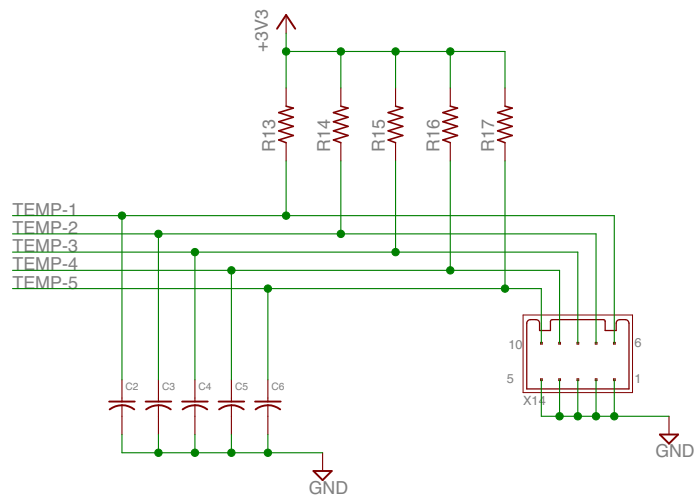 +3V3
R13
R14
R15
R16
R17
TEMP-1
TEMP-2
TEMP-3
TEMP-4
TEMP-5
10
6
5
1
X14
C2
C3
C4
C5
C6
GND
GND